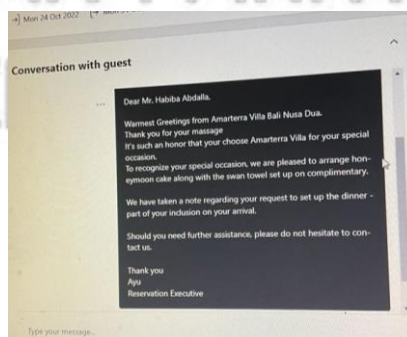 Mon 24 Oct 2022
Conversation with guest
Dear Mr. Habiba Abdalla,
Warmest Greetings from Amarterra Villa Bali Nusa Dua.
Thank you for your massage
It's such an honor that your choose Amarterra Villa for your special
occasion.
To recognize your special occasion, we are pleased to arrange hon-
eymoon cake along with the swan towel set up on complimentary.
We have taken a note regarding your request to set up the dinner -
part of your inclusion on your arrival.
Should you need further assistance, please do not hesitate to con-
tact us.
Thank you
Ayu
Reservation Executive
Type your message...